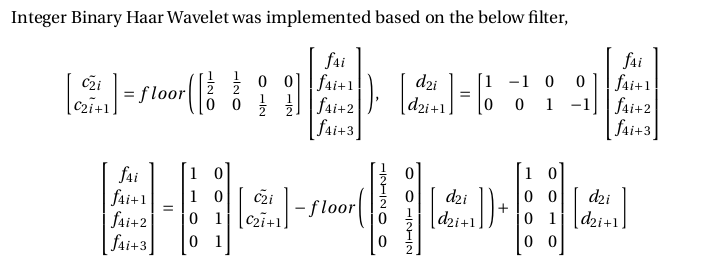 Integer Binary Haar Wavelet was implemented based on the below filter,
\begin{bmatrix} \tilde{c_{2i}} \\ \tilde{c_{2i+1}} \end{bmatrix} = floor\left( \begin{bmatrix} \frac{1}{2} & \frac{1}{2} & 0 & 0 \\ 0 & 0 & \frac{1}{2} & \frac{1}{2} \end{bmatrix} \begin{bmatrix} f_{4i} \\ f_{4i+1} \\ f_{4i+2} \\ f_{4i+3} \end{bmatrix} \right), \quad \begin{bmatrix} d_{2i} \\ d_{2i+1} \end{bmatrix} = \begin{bmatrix} 1 & -1 & 0 & 0 \\ 0 & 0 & 1 & -1 \end{bmatrix} \begin{bmatrix} f_{4i} \\ f_{4i+1} \\ f_{4i+2} \\ f_{4i+3} \end{bmatrix}
\begin{bmatrix} f_{4i} \\ f_{4i+1} \\ f_{4i+2} \\ f_{4i+3} \end{bmatrix} = \begin{bmatrix} 1 & 0 \\ 1 & 0 \\ 0 & 1 \\ 0 & 1 \end{bmatrix} \begin{bmatrix} \tilde{c_{2i}} \\ \tilde{c_{2i+1}} \end{bmatrix} - floor\left( \begin{bmatrix} \frac{1}{2} & 0 \\ \frac{1}{2} & 0 \\ 0 & \frac{1}{2} \\ 0 & \frac{1}{2} \end{bmatrix} \begin{bmatrix} d_{2i} \\ d_{2i+1} \end{bmatrix} \right) + \begin{bmatrix} 1 & 0 \\ 0 & 0 \\ 0 & 1 \\ 0 & 0 \end{bmatrix} \begin{bmatrix} d_{2i} \\ d_{2i+1} \end{bmatrix}